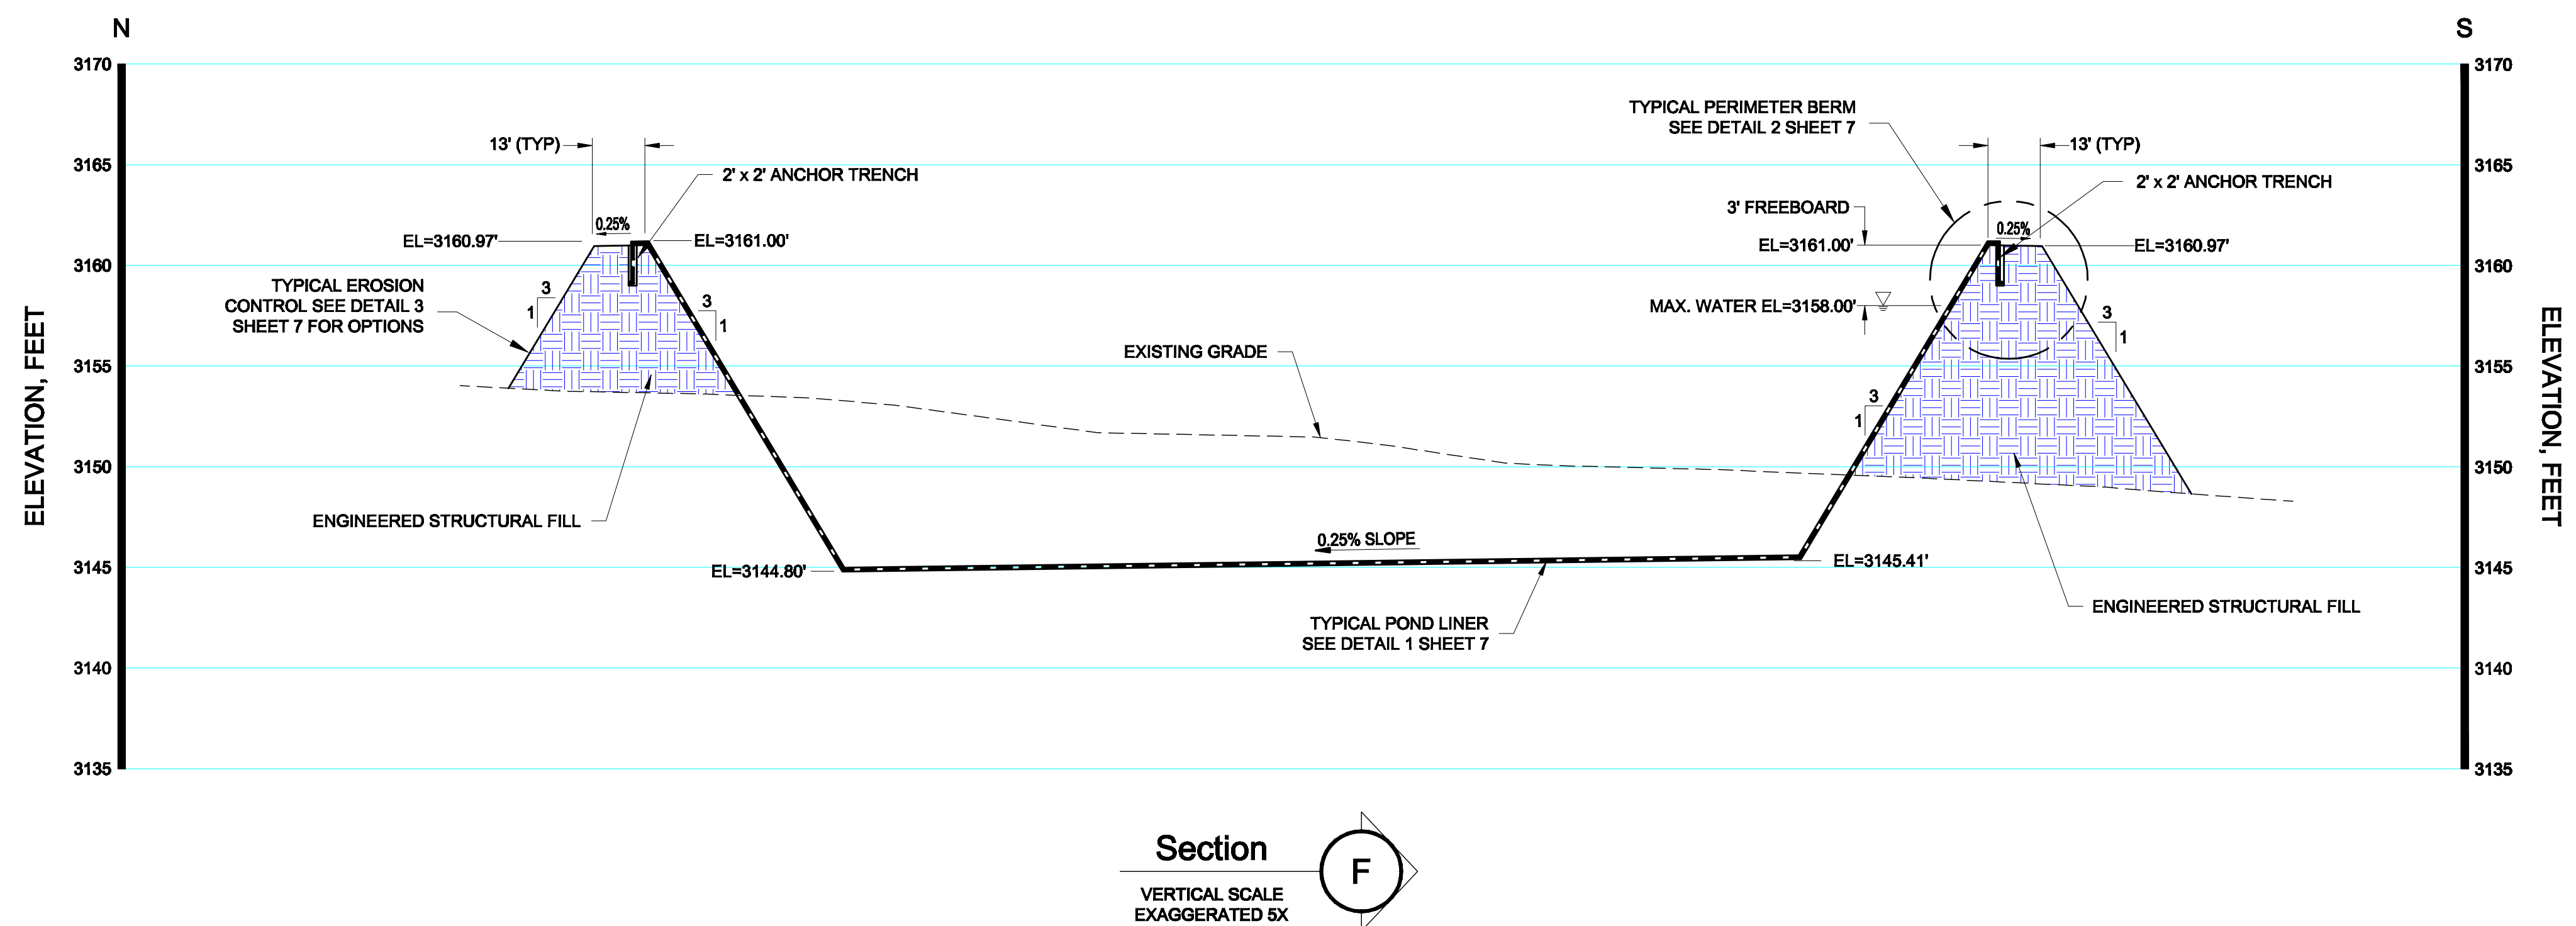 N
S
3170
3170
TYPICAL PERIMETER BERM
SEE DETAIL 2 SHEET 7
13' (TYP)
13' (TYP)
3165
3165
2' x 2' ANCHOR TRENCH
2' x 2' ANCHOR TRENCH
3' FREEBOARD
0.25%
0.25%
EL=3160.97'
EL=3161.00'
EL=3161.00'
EL=3160.97'
3160
3160
TYPICAL EROSION
CONTROL SEE DETAIL 3
SHEET 7 FOR OPTIONS
3
1
3
1
MAX. WATER EL=3158.00'
3
1
EXISTING GRADE
3155
3155
3
1
ELEVATION, FEET
ELEVATION, FEET
3150
3150
ENGINEERED STRUCTURAL FILL
0.25% SLOPE
EL=3144.80'
EL=3145.41'
3145
3145
ENGINEERED STRUCTURAL FILL
TYPICAL POND LINER
SEE DETAIL 1 SHEET 7
3140
3140
3135
3135
Section
F
VERTICAL SCALE
EXAGGERATED 5X